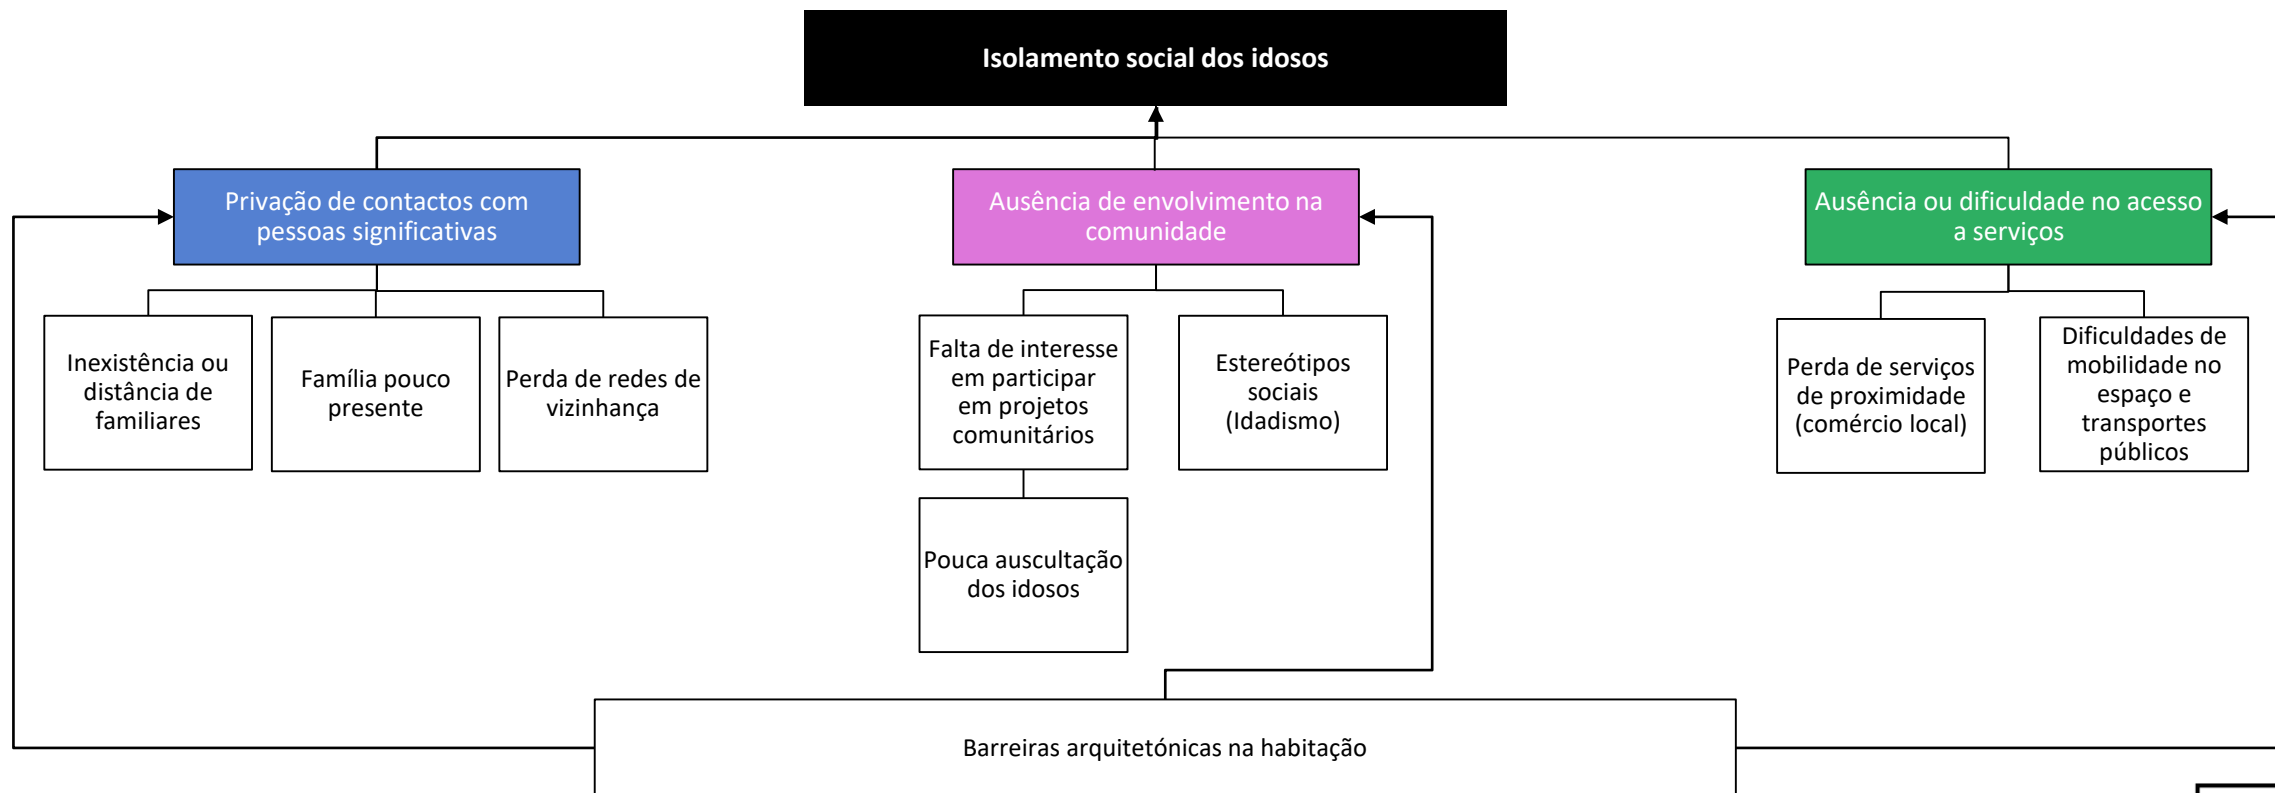 Isolamento social dos idosos
Privação de contactos com
pessoas significativas
Ausência de envolvimento na
comunidade
Ausência ou dificuldade no acesso
a serviços
Inexistência ou
distância de
familiares
Família pouco
presente
Perda de redes de
vizinhança
Falta de interesse
em participar
em projetos
comunitários
Estereótipos
sociais
(Idadismo)
Perda de serviços
de proximidade
(comércio local)
Dificuldades de
mobilidade no
espaço e
transportes
públicos
Pouca auscultação
dos idosos
Barreiras arquitetónicas na habitação